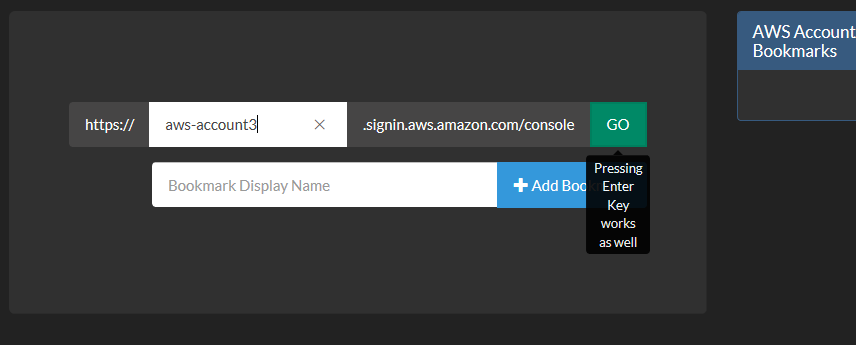 AWS Account
Bookmarks
https://
aws-account3
.signin.aws.amazon.com/console
GO
Bookmark Display Name
Add Boo
Pressing
Enter
Key
works
as well